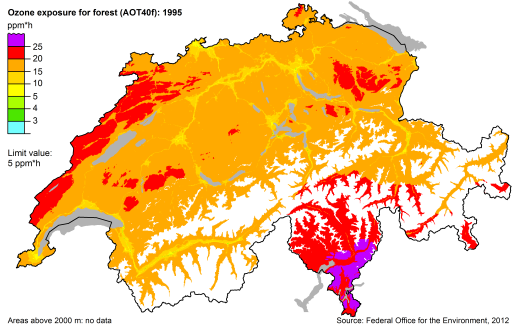 Ozone exposure for forest (AOT40f): 1995
ppm*h
25
20
15
10
5
4
3
Limit value:
5 ppm*h
Areas above 2000 m: no data
Source: Federal Office for the Environment, 2012